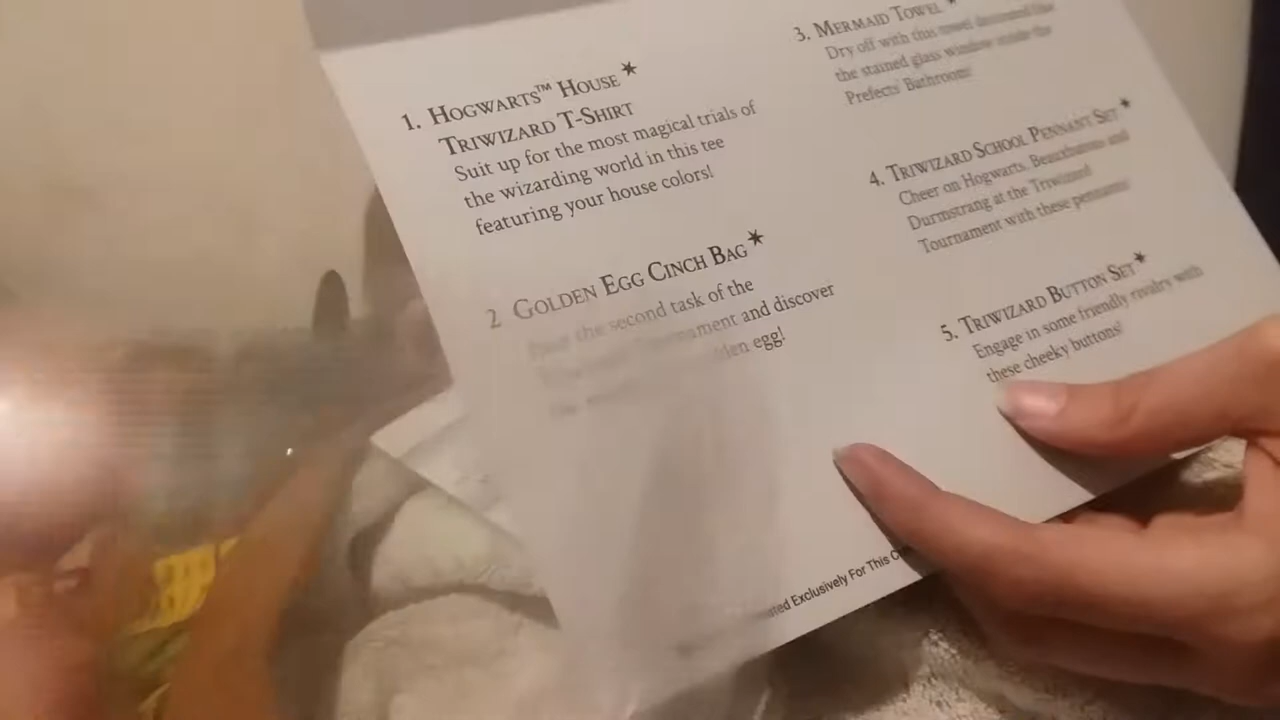 1. HOGWARTS™ HOUSE ★
TRIWIZARD T-SHIRT
Suit up for the most magical trials of
the wizarding world in this tee
featuring your house colors!
2 GOLDEN EGG CINCH BAG ★
the second task of the
and discover
egg!
3. MERMAID TOWEL
Dry off with this towel
the stained glass window inside the
Prefects' Bathroom!
4. TRIWIZARD SCHOOL PENNANT SET ★
Cheer on Hogwarts, Beauxbatons and
Durmstrang at the Triwizard
Tournament with these pennants
5. TRIWIZARD BUTTON SET ★
Engage in some friendly rivalry with
these cheeky buttons!
Exclusively For This